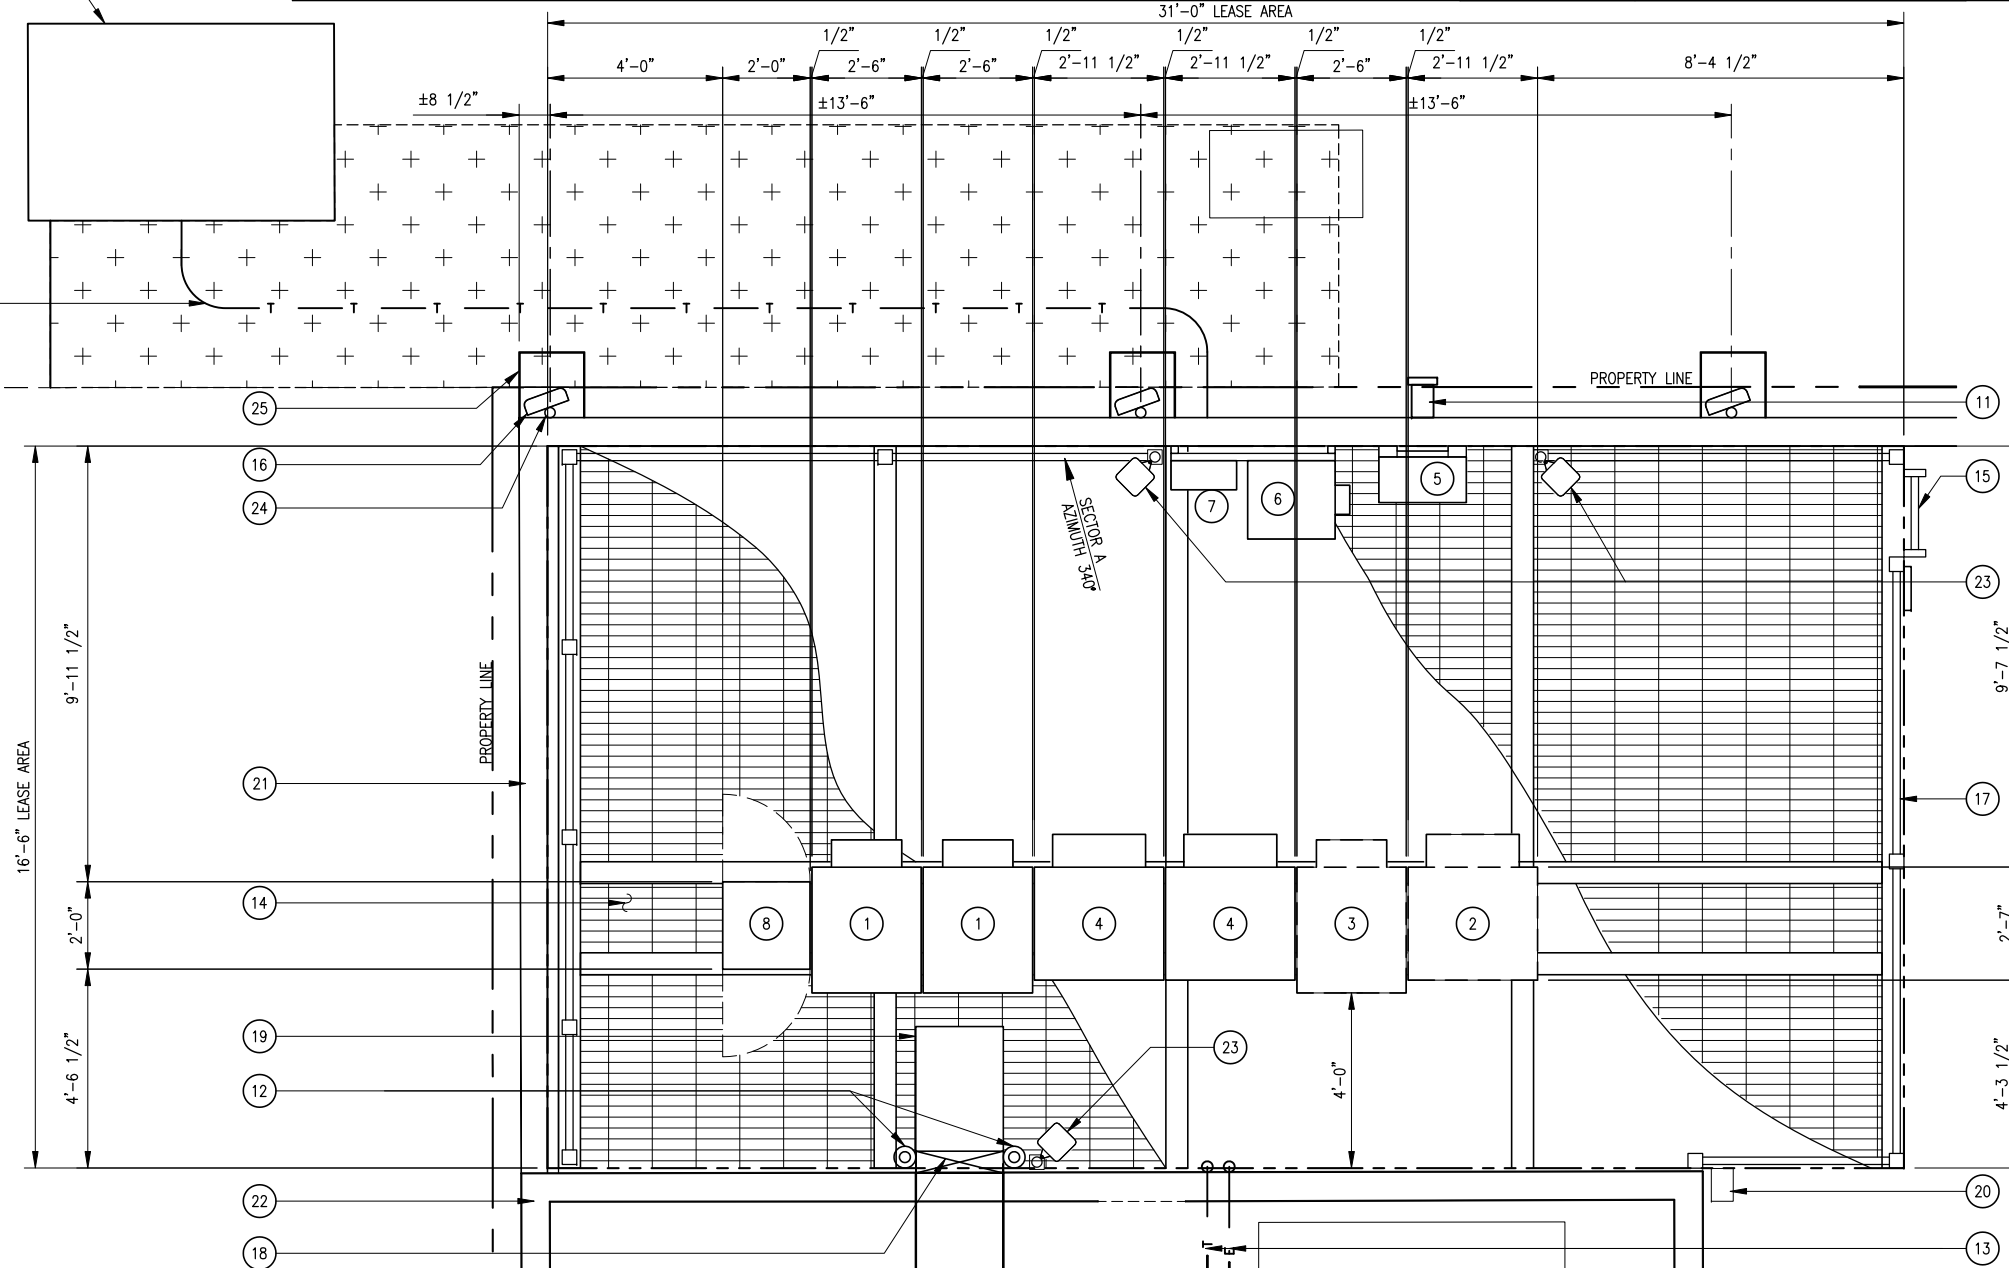 31'-0" LEASE AREA
1/2" 1/2" 1/2" 1/2" 1/2" 1/2"
4'-0" 2'-0" 2'-6" 2'-6" 2'-11 1/2" 2'-11 1/2" 2'-6" 2'-11 1/2" 8'-4 1/2"
±8 1/2" ±13'-6" ±13'-6"
T T T T T T T T T T T
PROPERTY LINE
25
11
16
5
15
6
7
24
SECTOR A
AZIMUTH 340°
23
9'-11 1/2"
9'-7 1/2"
PROPERTY LINE
16'-6" LEASE AREA
21
17
14
2'-0"
8 1 1 4 4 3 2
2'-7"
19
23
4'-6 1/2"
4'-0"
4'-3 1/2"
12
22
20
18
T E
13